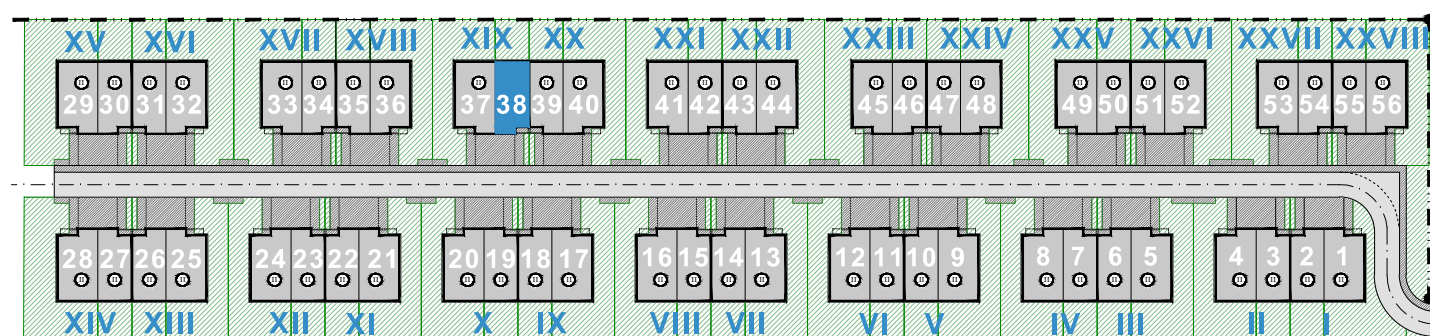 XV XVI XVII XVIII XIX XX XXI XXII XXIII XXIV XXV XXVI XXVII XXVIII
29 30 31 32 33 34 35 36 37 38 39 40 41 42 43 44 45 46 47 48 49 50 51 52 53 54 55 56
28 27 26 25 24 23 22 21 20 19 18 17 16 15 14 13 12 11 10 9 8 7 6 5 4 3 2 1
XIV XIII XII XI X IX VIII VII VI V IV III II I